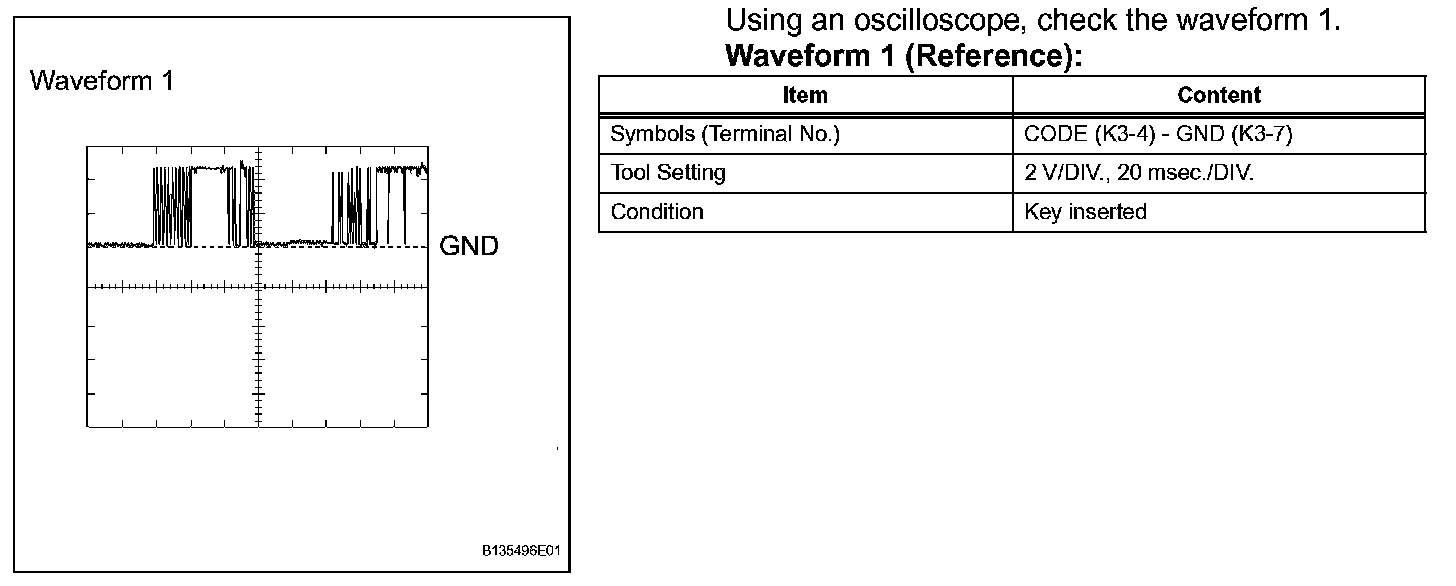 Using an oscilloscope, check the waveform 1.
Waveform 1 (Reference):
Waveform 1
GND
B135496E01
Item Content
Symbols (Terminal No.) CODE (K3-4) - GND (K3-7)
Tool Setting 2 V/DIV., 20 msec./DIV.
Condition Key inserted